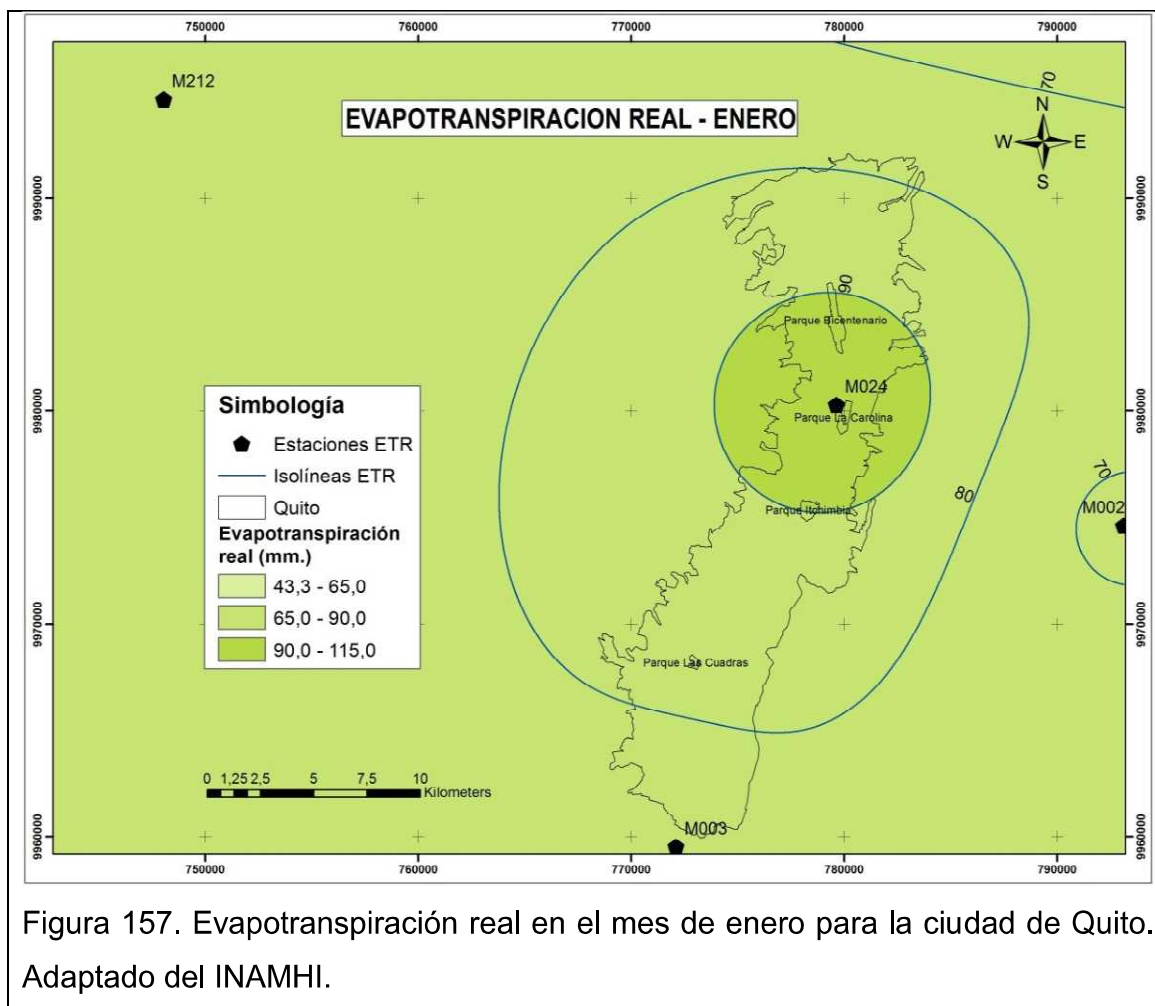 750000 760000 770000 780000 790000
M212
EVAPOTRANSPIRACION REAL - ENERO
70
N
W E
S
9990000 9990000
90
Parque Bicentenario
M024
9980000 9980000
Parque La Carolina
Simbología
Estaciones ETR
Isolíneas ETR
Quito
Evapotranspiración
real (mm.)
43,3 - 65,0
65,0 - 90,0
90,0 - 115,0
80
70
M002
Parque Itchimbia
9970000 9970000
Parque Las Cuadras
0 1,25 2,5 5 7,5 10
Kilometers
M003
9960000 9960000
750000 760000 770000 780000 790000
Figura 157. Evapotranspiración real en el mes de enero para la ciudad de Quito.
Adaptado del INAMHI.